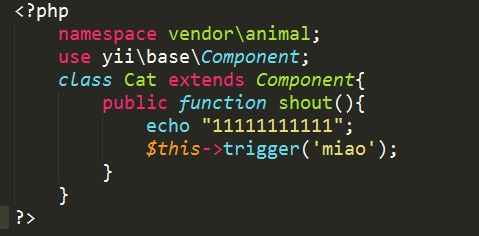 <?php
    namespace vendor\animal;
    use yii\base\Component;
    class Cat extends Component{
        public function shout(){
            echo "11111111111";
            $this->trigger('miao');
        }
    }
?>